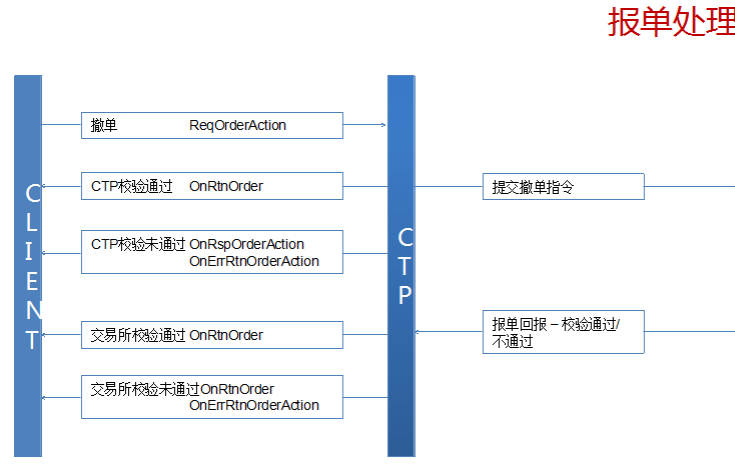 报单处理
撤单 ReqOrderAction
CTP校验通过 OnRtnOrder
提交撤单指令
CLIENT
CTP
CTP校验未通过 OnRspOrderAction
OnErrRtnOrderAction
交易所校验通过 OnRtnOrder
报单回报 – 校验通过/
不通过
交易所校验未通过OnRtnOrder
OnErrRtnOrderAction